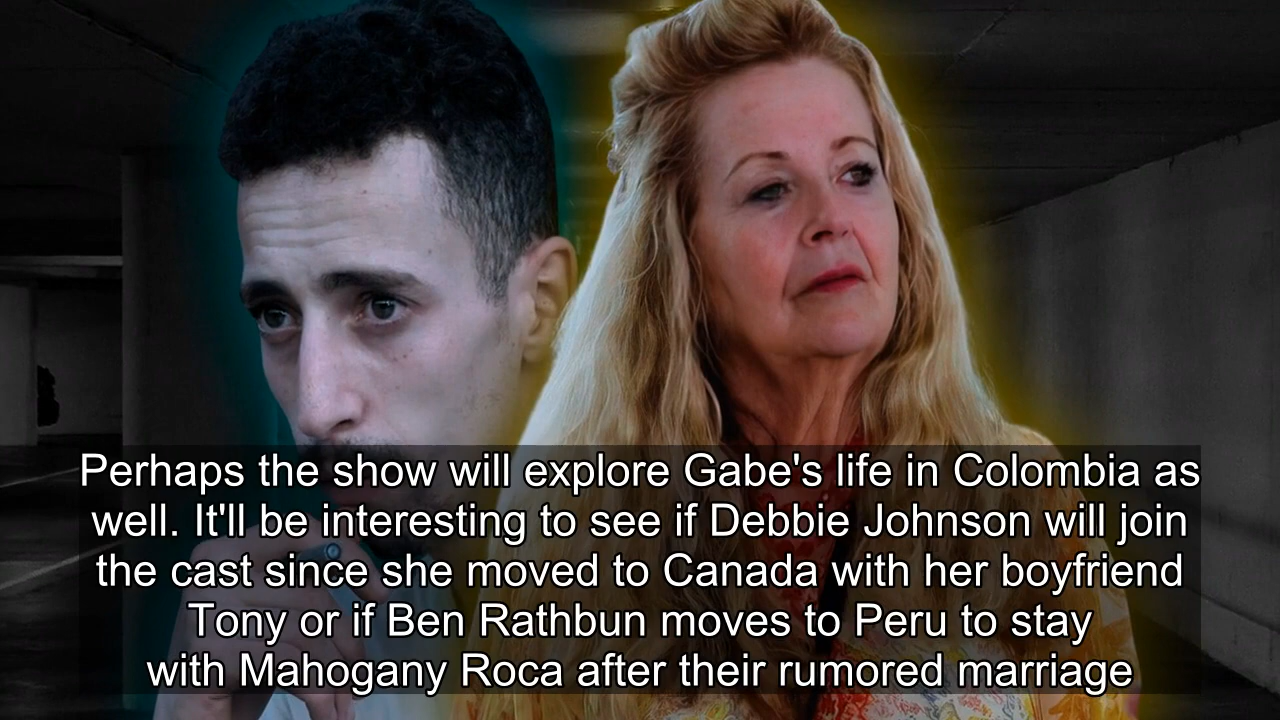 Perhaps the show will explore Gabe's life in Colombia as
well. It'll be interesting to see if Debbie Johnson will join
the cast since she moved to Canada with her boyfriend
Tony or if Ben Rathbun moves to Peru to stay
with Mahogany Roca after their rumored marriage